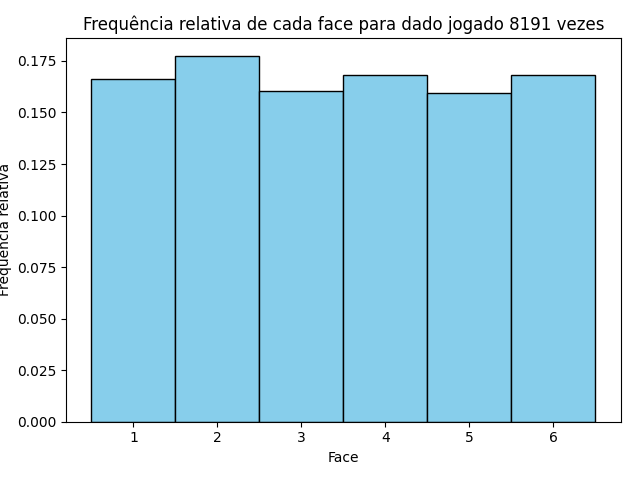 Frequência relativa de cada face para dado jogado 8191 vezes
Frequência relativa
0.175
0.150
0.125
0.100
0.075
0.050
0.025
0.000
1 2 3 4 5 6
Face